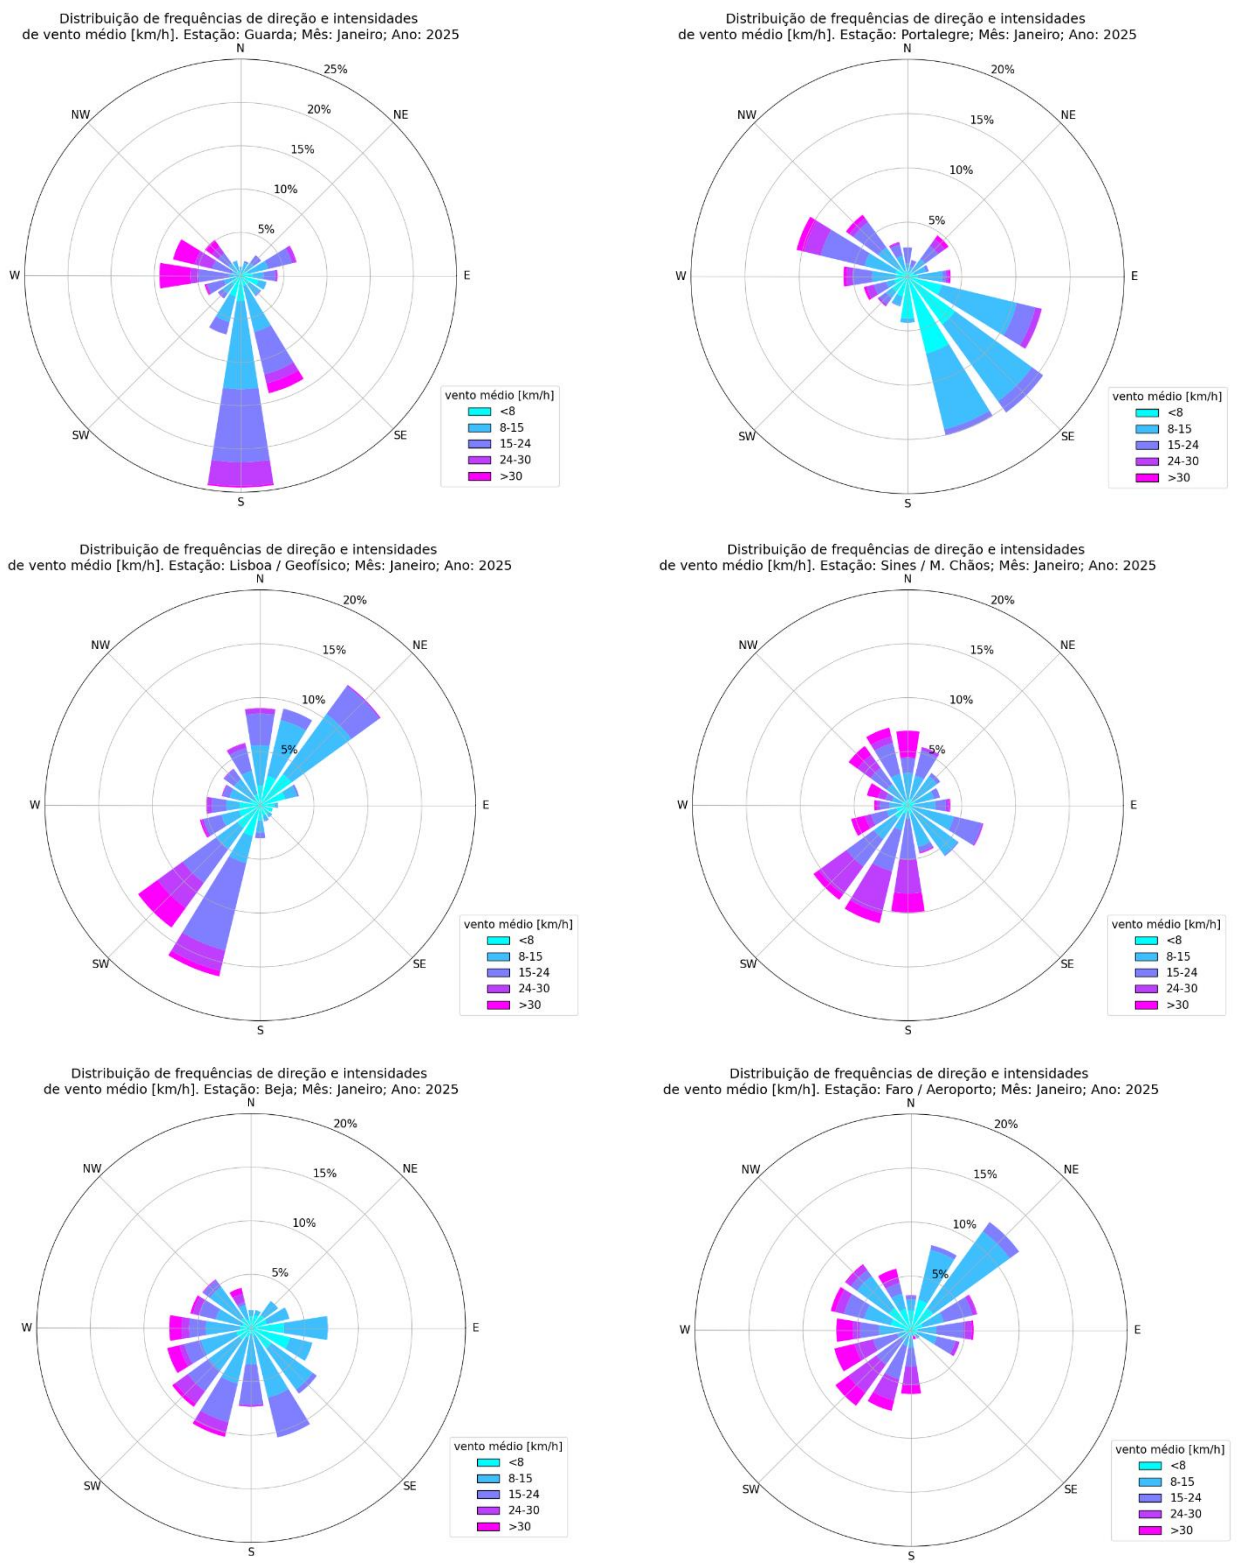 Distribuição de frequências de direção e intensidades
de vento médio [km/h]. Estação: Guarda; Mês: Janeiro; Ano: 2025
N
25%
20%
NW
NE
15%
10%
5%
W
E
SW
SE
S
vento médio [km/h]
<8
8-15
15-24
24-30
>30
Distribuição de frequências de direção e intensidades
de vento médio [km/h]. Estação: Portalegre; Mês: Janeiro; Ano: 2025
N
20%
NW
NE
15%
10%
5%
W
E
SW
SE
S
vento médio [km/h]
<8
8-15
15-24
24-30
>30
Distribuição de frequências de direção e intensidades
de vento médio [km/h]. Estação: Lisboa / Geofísico; Mês: Janeiro; Ano: 2025
N
20%
NW
NE
15%
10%
5%
W
E
SW
SE
S
vento médio [km/h]
<8
8-15
15-24
24-30
>30
Distribuição de frequências de direção e intensidades
de vento médio [km/h]. Estação: Sines / M. Chãos; Mês: Janeiro; Ano: 2025
N
20%
NW
NE
15%
10%
5%
W
E
SW
SE
S
vento médio [km/h]
<8
8-15
15-24
24-30
>30
Distribuição de frequências de direção e intensidades
de vento médio [km/h]. Estação: Beja; Mês: Janeiro; Ano: 2025
N
20%
NW
NE
15%
10%
5%
W
E
SW
SE
S
vento médio [km/h]
<8
8-15
15-24
24-30
>30
Distribuição de frequências de direção e intensidades
de vento médio [km/h]. Estação: Faro / Aeroporto; Mês: Janeiro; Ano: 2025
N
20%
NW
NE
15%
10%
5%
W
E
SW
SE
S
vento médio [km/h]
<8
8-15
15-24
24-30
>30